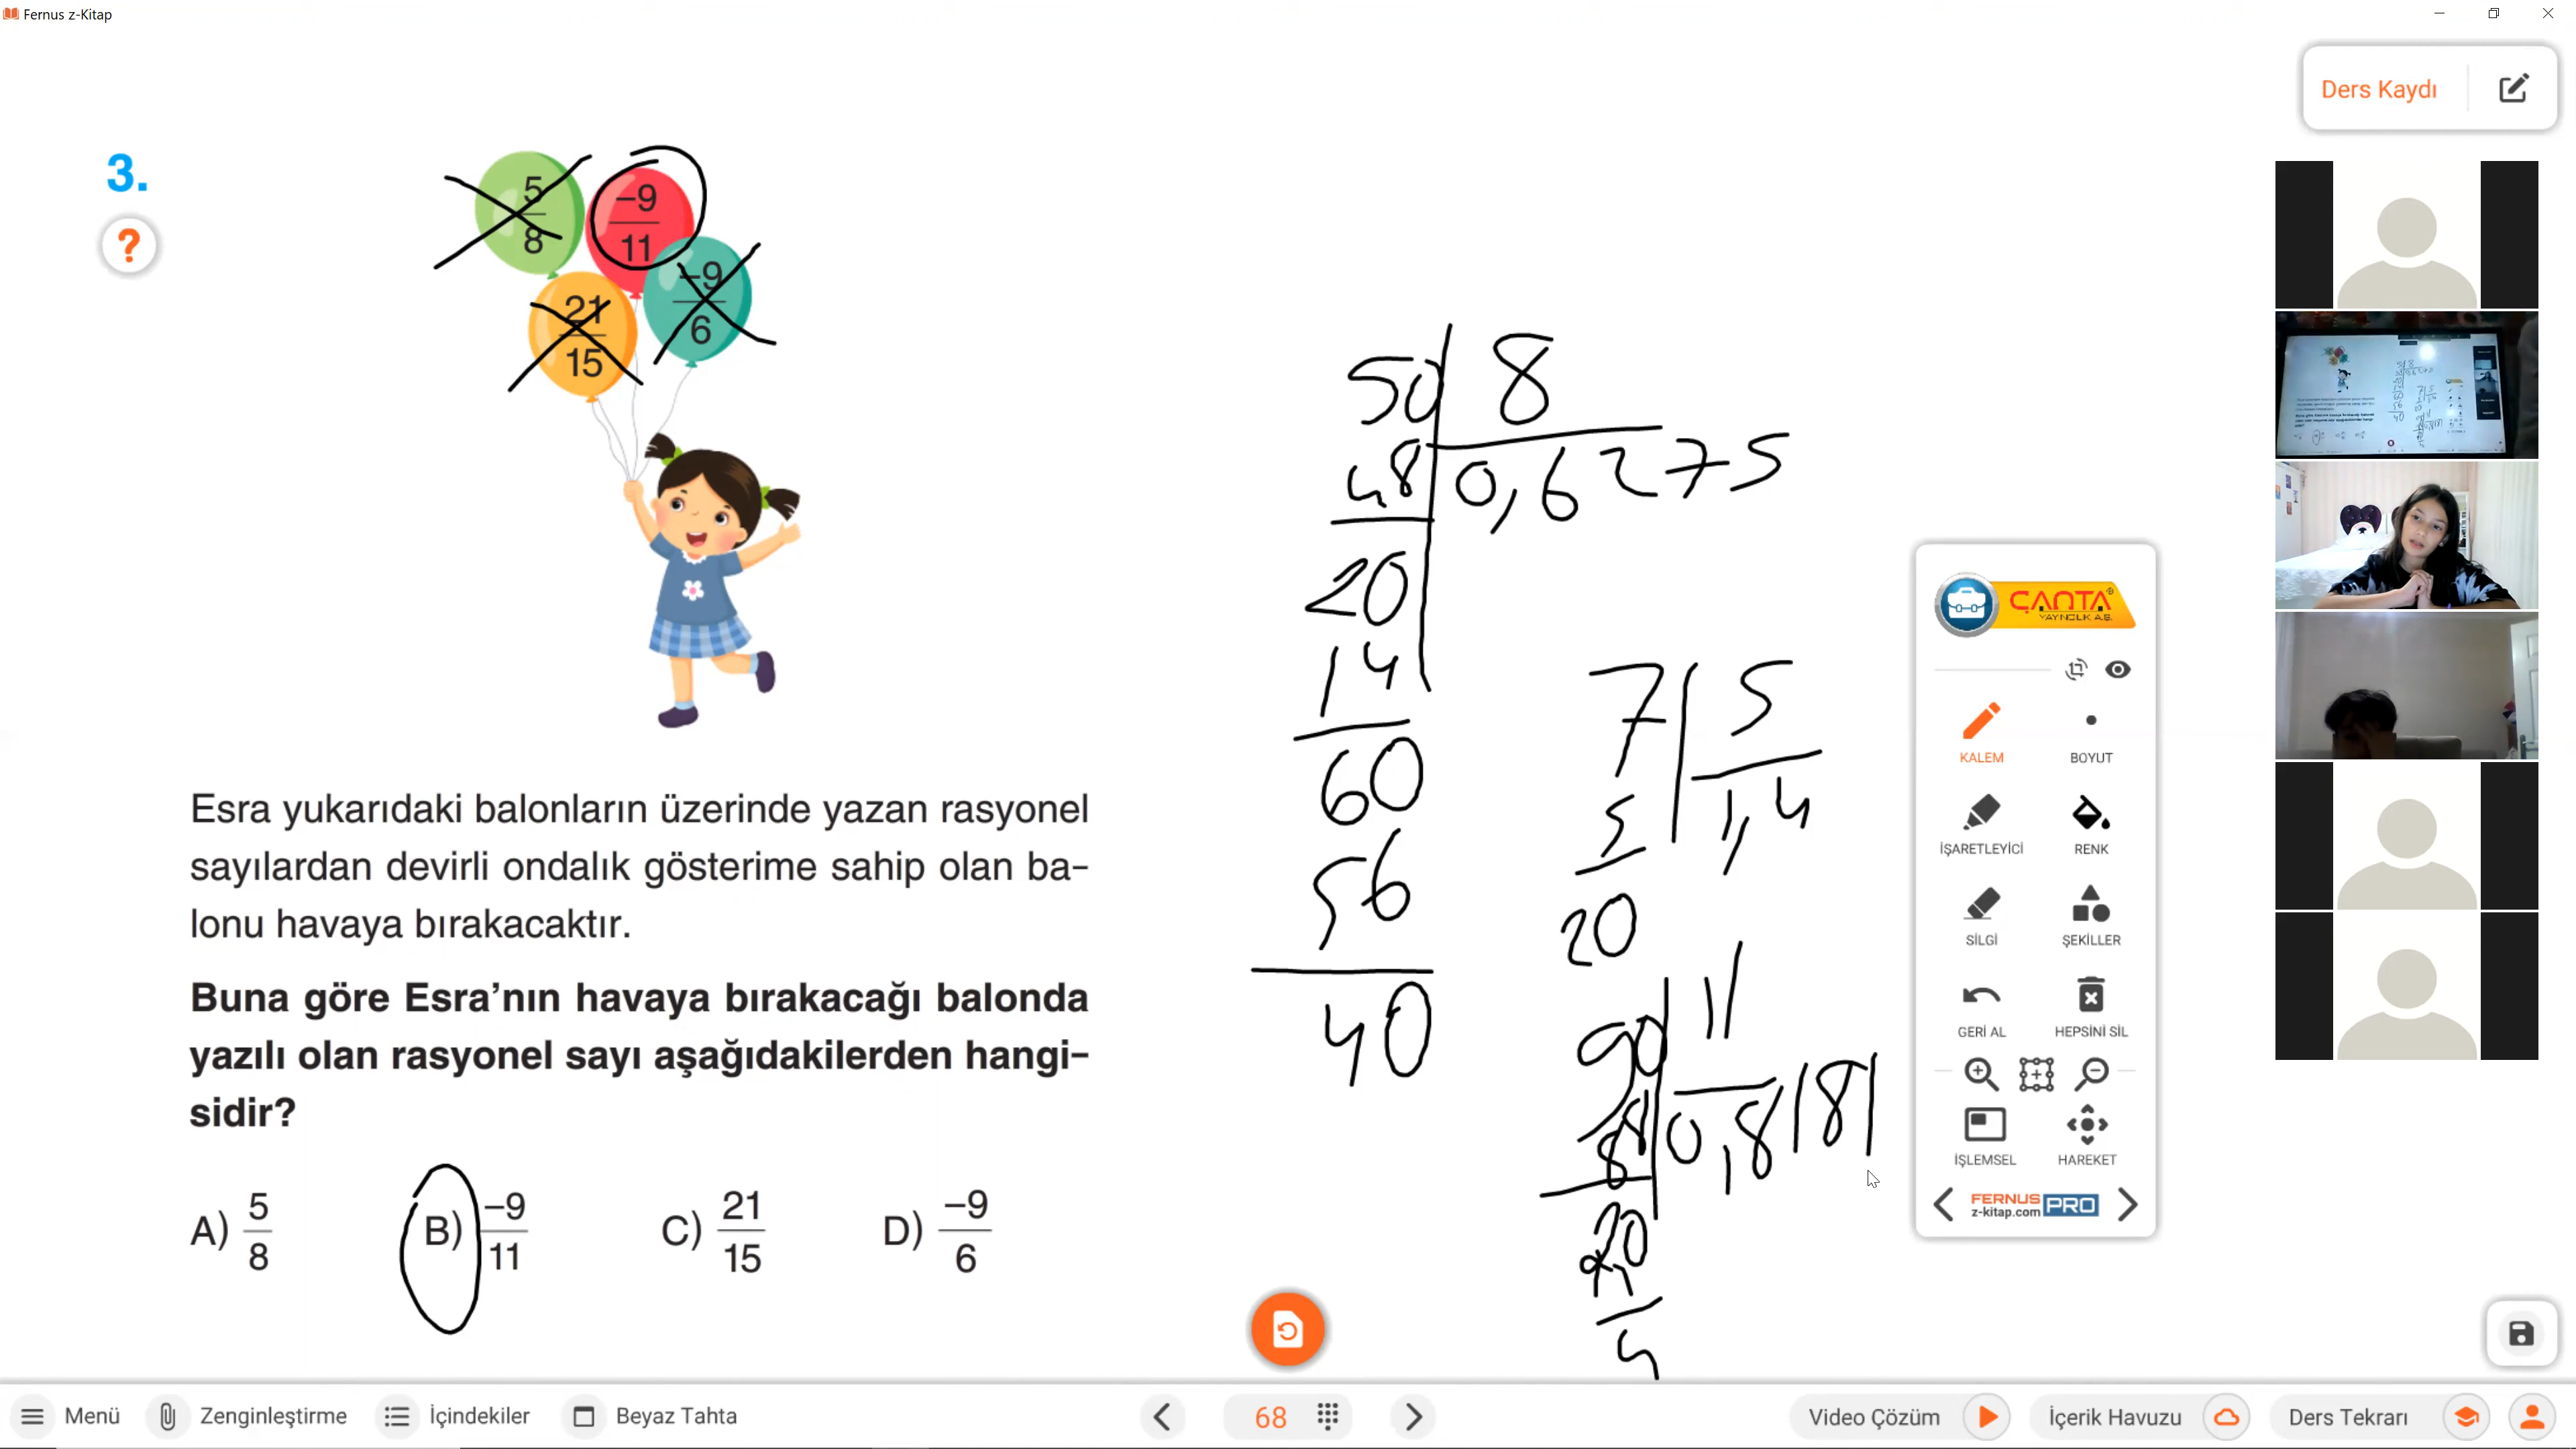 Fernus z-Kitap
Ders Kaydı
3.
?
5
8
−9
11
21
15
−9
6
Esra yukarıdaki balonların üzerinde yazan rasyonel
sayılardan devirli ondalık gösterime sahip olan ba-
lonu havaya bırakacaktır.
Buna göre Esra’nın havaya bırakacağı balonda
yazılı olan rasyonel sayı aşağıdakilerden hangi-
sidir?
A) 5/8 B) −9/11 C) 21/15 D) −9/6
50 8
48 0,6275
20
14
60
56
40
7 5
5 1,4
20
90 11
88 0,8181
20
4
ÇANTA
YAYINCILIK A.Ş.
KALEM BOYUT
İŞARETLEYİCİ RENK
SİLGİ ŞEKİLLER
GERİ AL HEPSİNİ SİL
İŞLEMSEL HAREKET
FERNUS PRO
z-kitap.com
Menü Zenginleştirme İçindekiler Beyaz Tahta 68 Video Çözüm İçerik Havuzu Ders Tekrarı